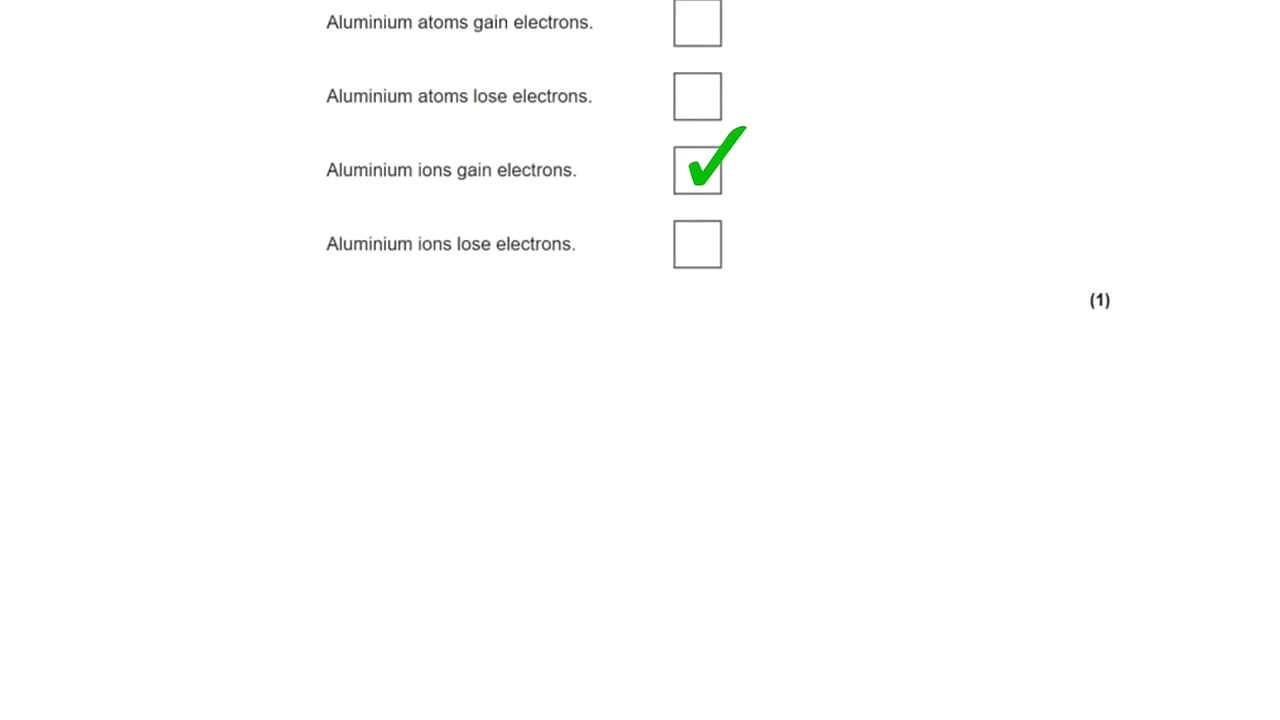 Aluminium atoms gain electrons.
Aluminium atoms lose electrons.
Aluminium ions gain electrons.
Aluminium ions lose electrons.
(1)